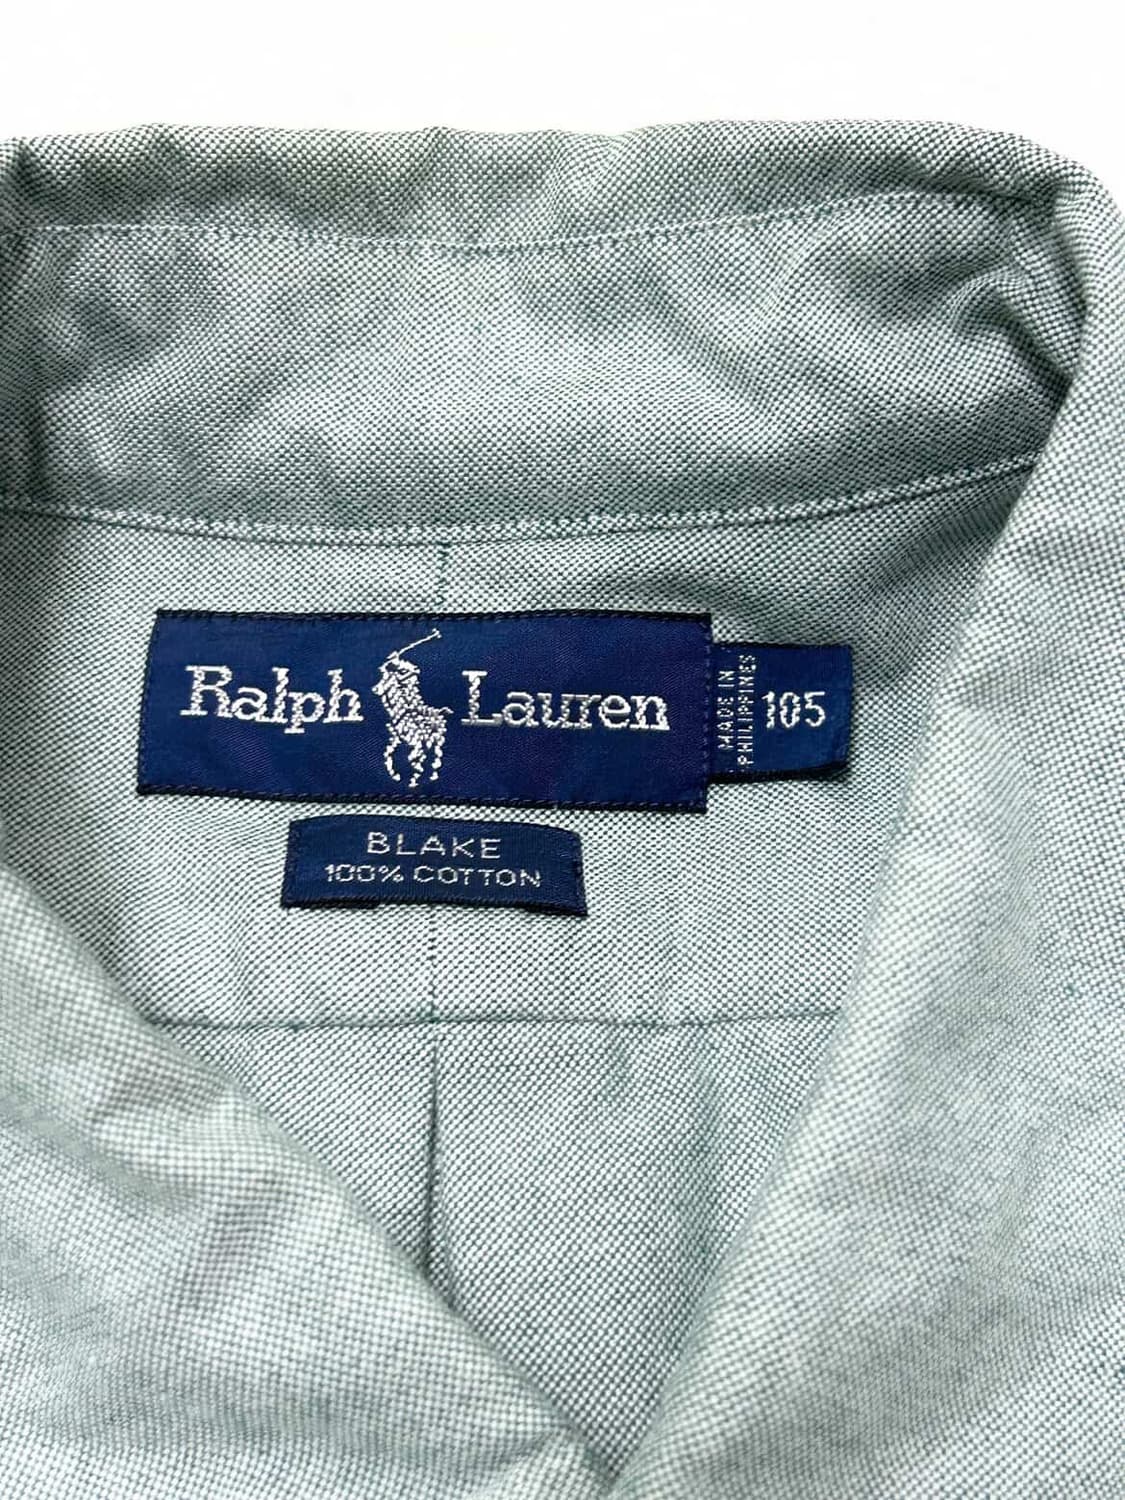 Ralph Lauren
MADE IN
PHILIPPINES
105
BLAKE
100% COTTON